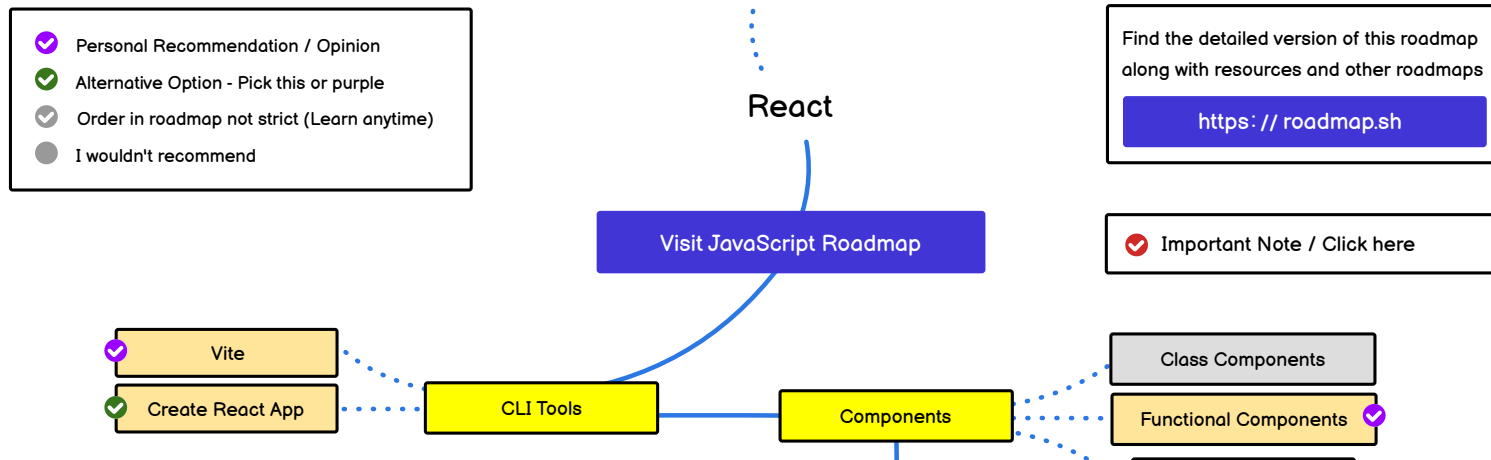 Personal Recommendation / Opinion
Alternative Option - Pick this or purple
Order in roadmap not strict (Learn anytime)
I wouldn't recommend
React
Find the detailed version of this roadmap
along with resources and other roadmaps
https: // roadmap.sh
Visit JavaScript Roadmap
Important Note / Click here
Vite
Create React App
CLI Tools
Components
Class Components
Functional Components